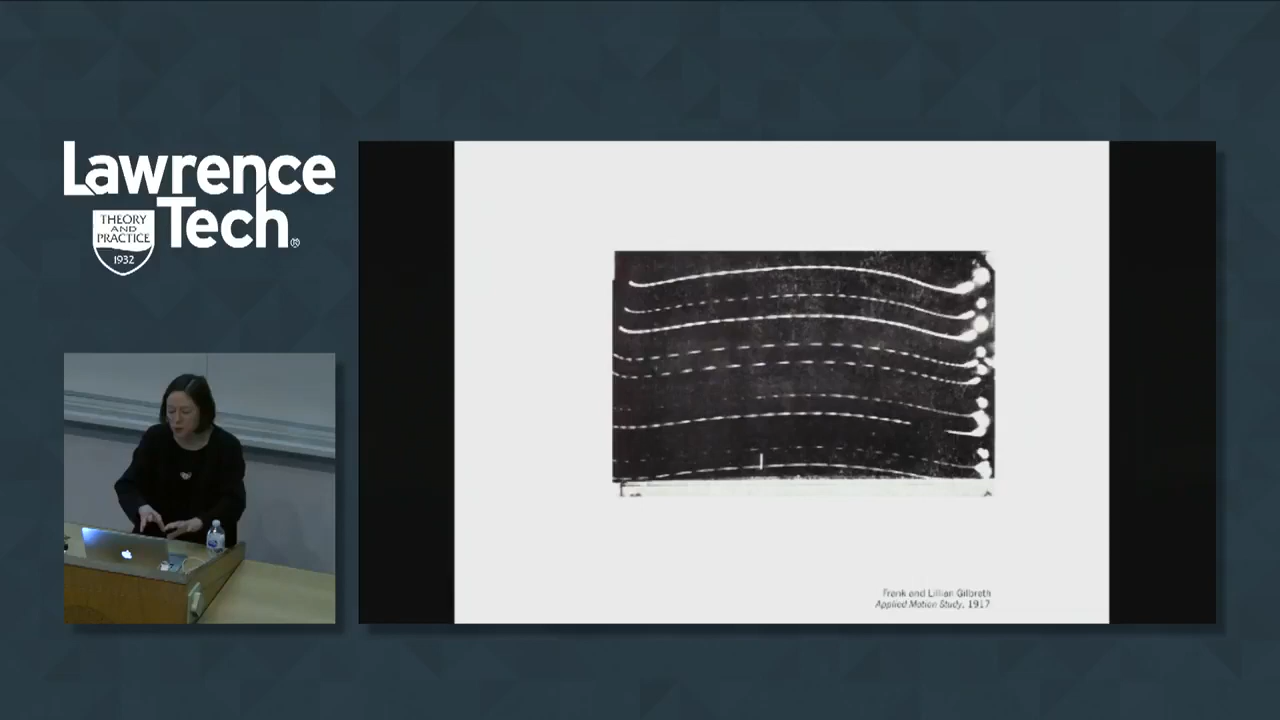 Lawrence
Tech®
THEORY
AND
PRACTICE
1932
Frank and Lillian Gilbreth
Applied Motion Study, 1917